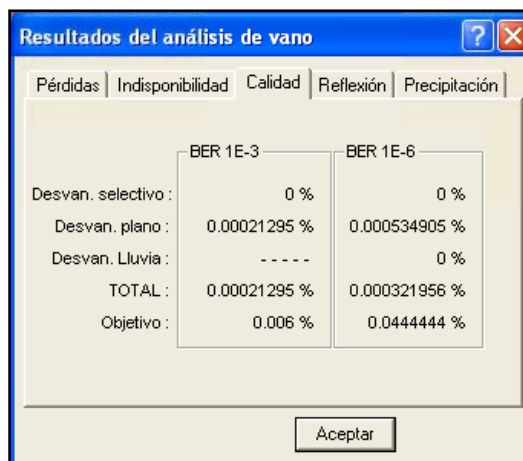 Resultados del análisis de vano
Pérdidas Indisponibilidad Calidad Reflexión Precipitación
BER 1E-3 BER 1E-6
Desvan. selectivo : 0 % 0 %
Desvan. plano : 0.00021295 % 0.000534905 %
Desvan. Lluvia : - - - - - 0 %
TOTAL : 0.00021295 % 0.000321956 %
Objetivo : 0.006 % 0.0444444 %
Aceptar